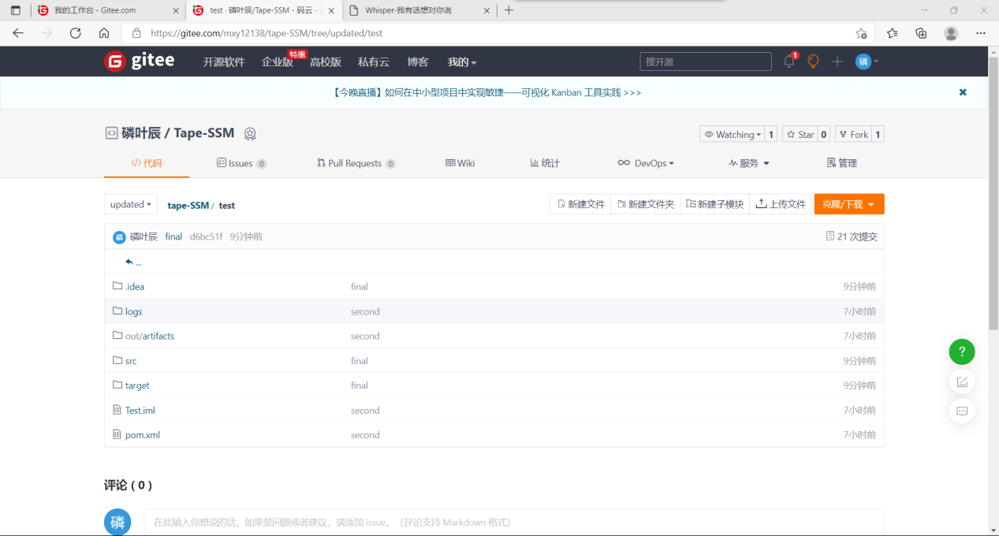 我的工作台 - Gitee.com
test · 磷叶辰/Tape-SSM - 码云 -
Whisper-我有话想对你说
https://gitee.com/mxy12138/tape-SSM/tree/updated/test
gitee 开源软件 企业版 特惠 高校版 私有云 博客 我的 搜开源 1 磷
【今晚直播】如何在中小型项目中实现敏捷——可视化 Kanban 工具实践 >>>
磷叶辰 / Tape-SSM
Watching 1 Star 0 Fork 1
代码 Issues 0 Pull Requests 0 Wiki 统计 DevOps 服务 管理
updated tape-SSM / test 新建文件 新建文件夹 新建子模块 上传文件 克隆/下载
磷 磷叶辰 final d6bc51f 9分钟前 21 次提交
...
.idea final 9分钟前
logs second 7小时前
out/artifacts second 7小时前
src final 9分钟前
target final 9分钟前
Test.iml second 7小时前
pom.xml second 7小时前
?
评论 ( 0 )
磷 在此输入你想说的话，如果是问题或者建议，请添加 issue。（评论支持 Markdown 格式）